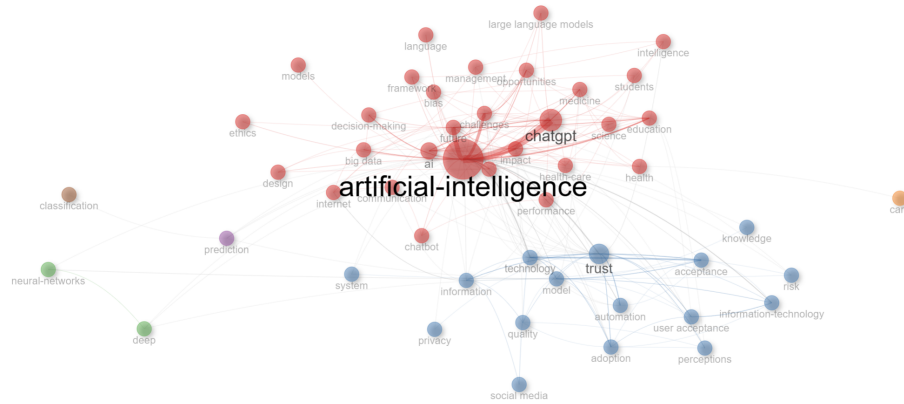 large language models
language
intelligence
models
management
opportunities
framework
students
bias
medicine
decision-making
challenges
ethics
future
chatgpt
science
education
big data
ai
impact
health-care
health
design
artificial-intelligence
internet
communication
classification
performance
car
chatbot
knowledge
prediction
technology
trust
acceptance
neural-networks
system
information
model
risk
automation
information-technology
deep
privacy
quality
user acceptance
adoption
perceptions
social media